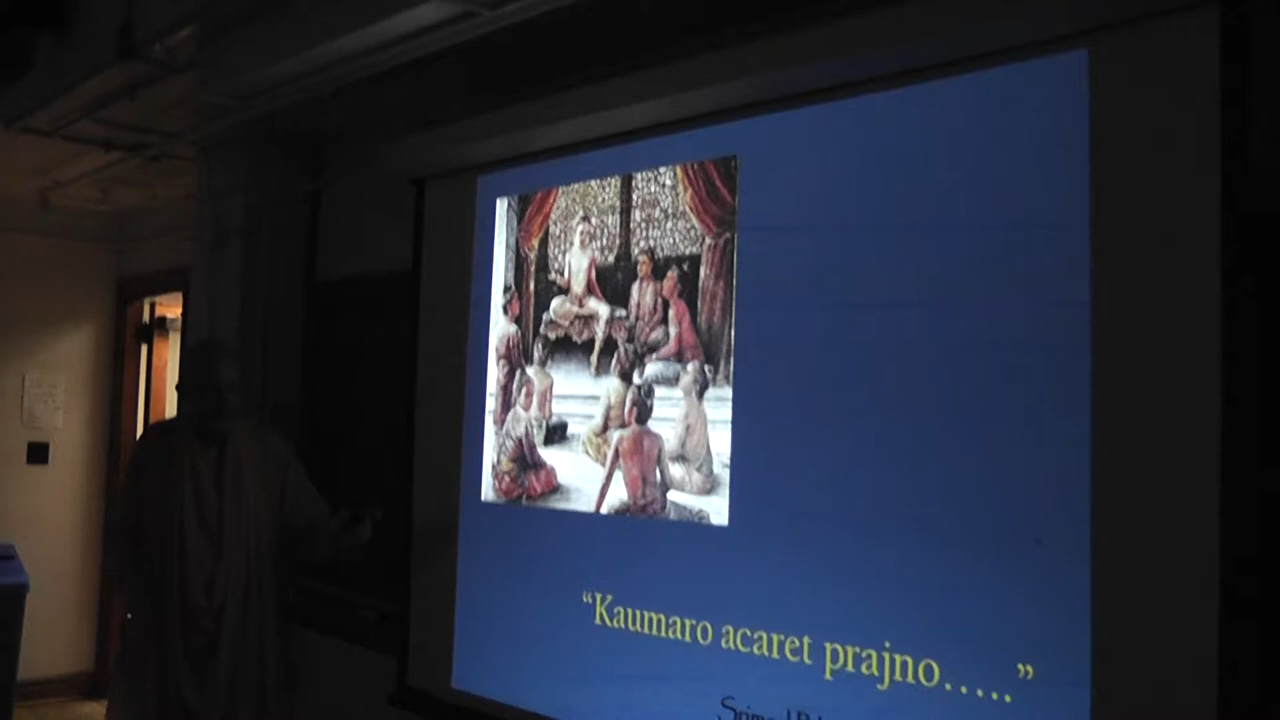 “Kaumaro acaret prajno.....”